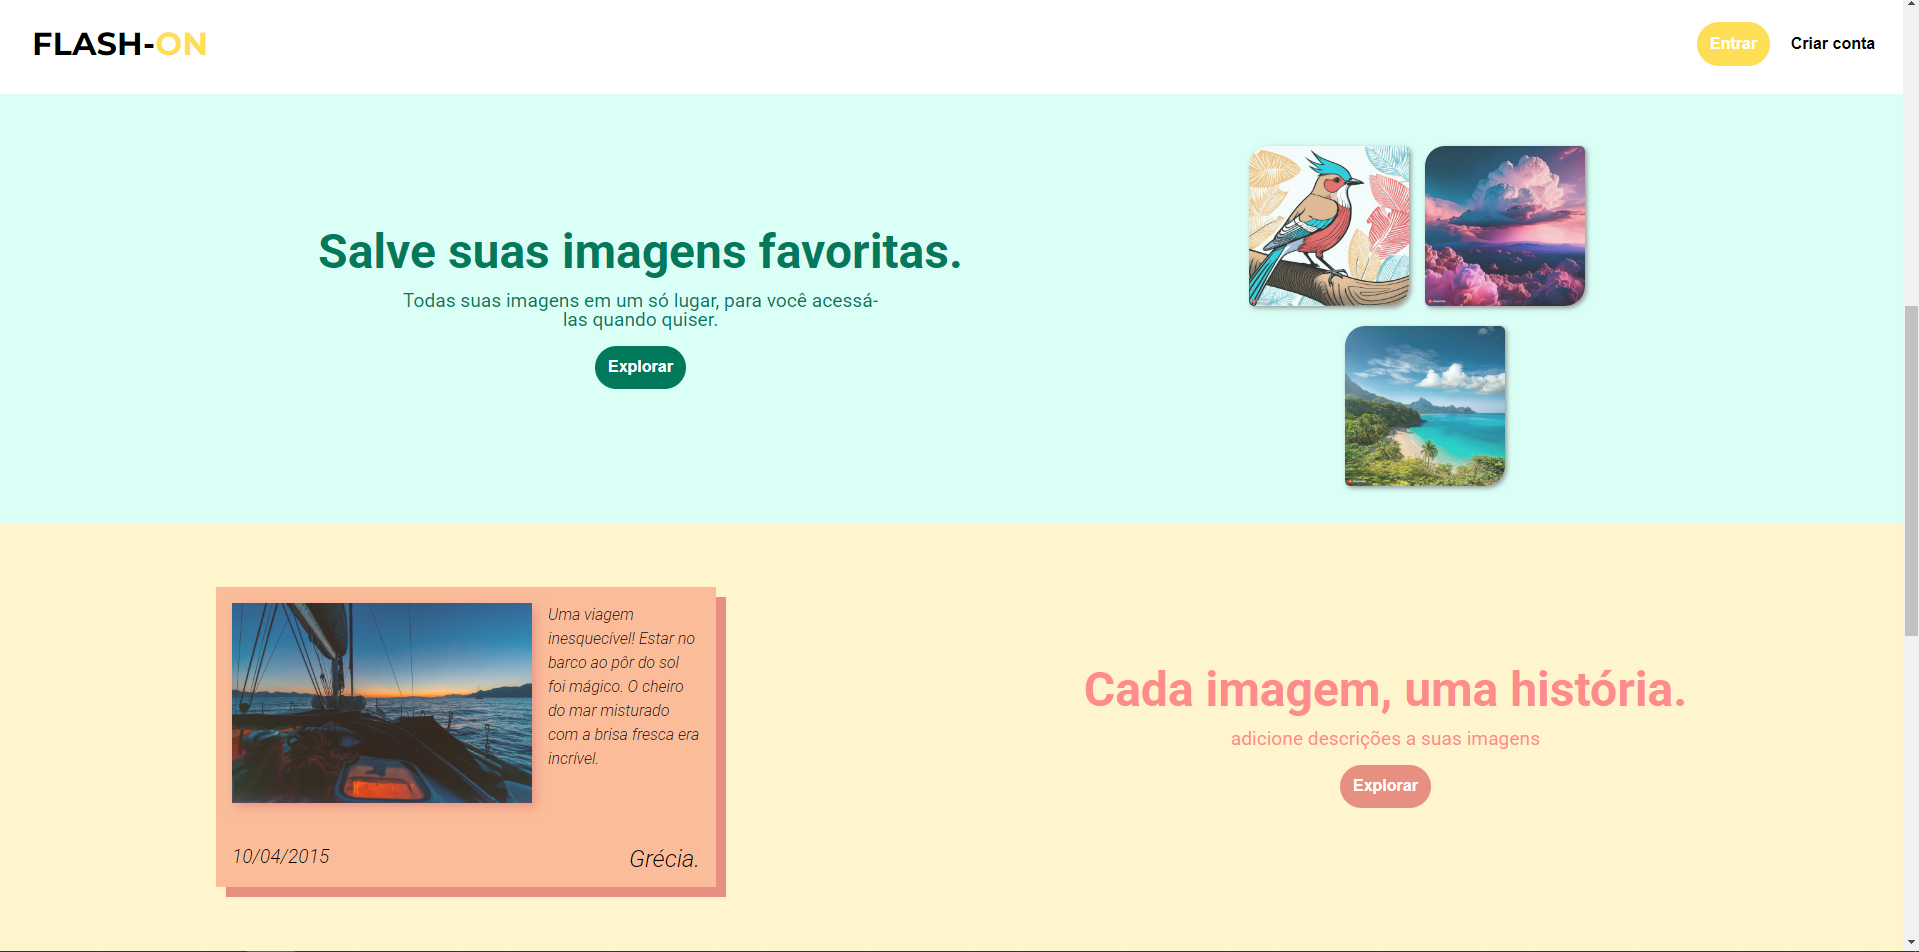 FLASH-ON
Entrar
Criar conta
Salve suas imagens favoritas.
Todas suas imagens em um só lugar, para você acessá-
las quando quiser.
Explorar
Uma viagem
inesquecível! Estar no
barco ao pôr do sol
foi mágico. O cheiro
do mar misturado
com a brisa fresca era
incrível.
10/04/2015
Grécia.
Cada imagem, uma história.
adicione descrições a suas imagens
Explorar